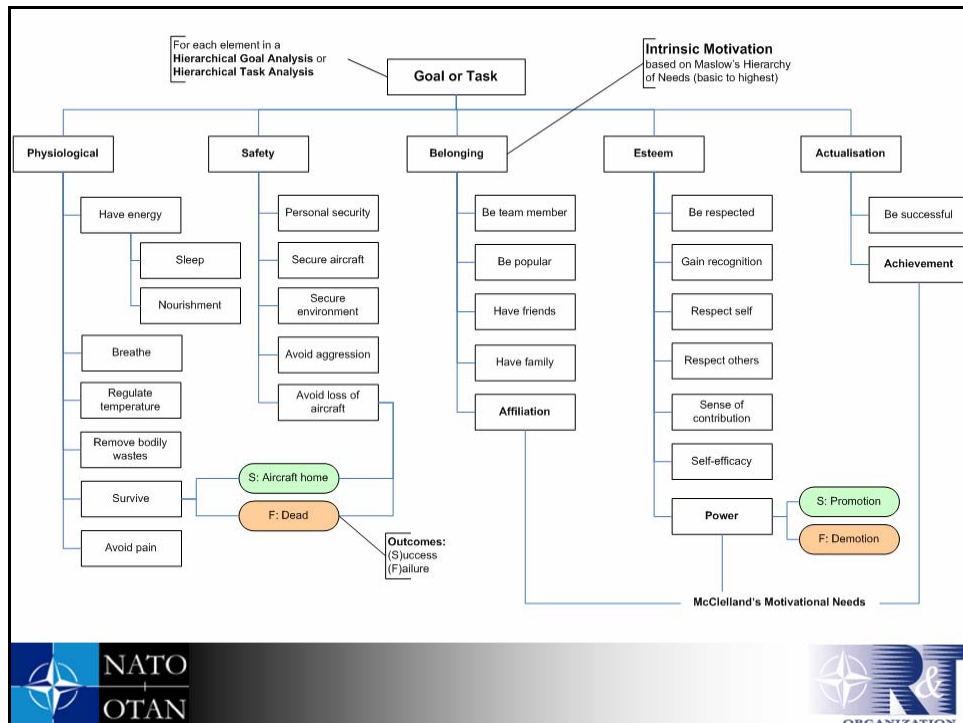 For each element in a
Hierarchical Goal Analysis or
Hierarchical Task Analysis
Goal or Task
Intrinsic Motivation
based on Maslow's Hierarchy
of Needs (basic to highest)
Physiological
Safety
Belonging
Esteem
Actualisation
Have energy
Sleep
Nourishment
Breathe
Regulate
temperature
Remove bodily
wastes
Survive
Avoid pain
Personal security
Secure aircraft
Secure
environment
Avoid aggression
Avoid loss of
aircraft
S: Aircraft home
F: Dead
Outcomes:
(S)uccess
(F)ailure
Be team member
Be popular
Have friends
Have family
Affiliation
Be respected
Gain recognition
Respect self
Respect others
Sense of
contribution
Self-efficacy
Power
S: Promotion
F: Demotion
Be successful
Achievement
McClelland's Motivational Needs
NATO
OTAN
R&T
ORGANIZATION